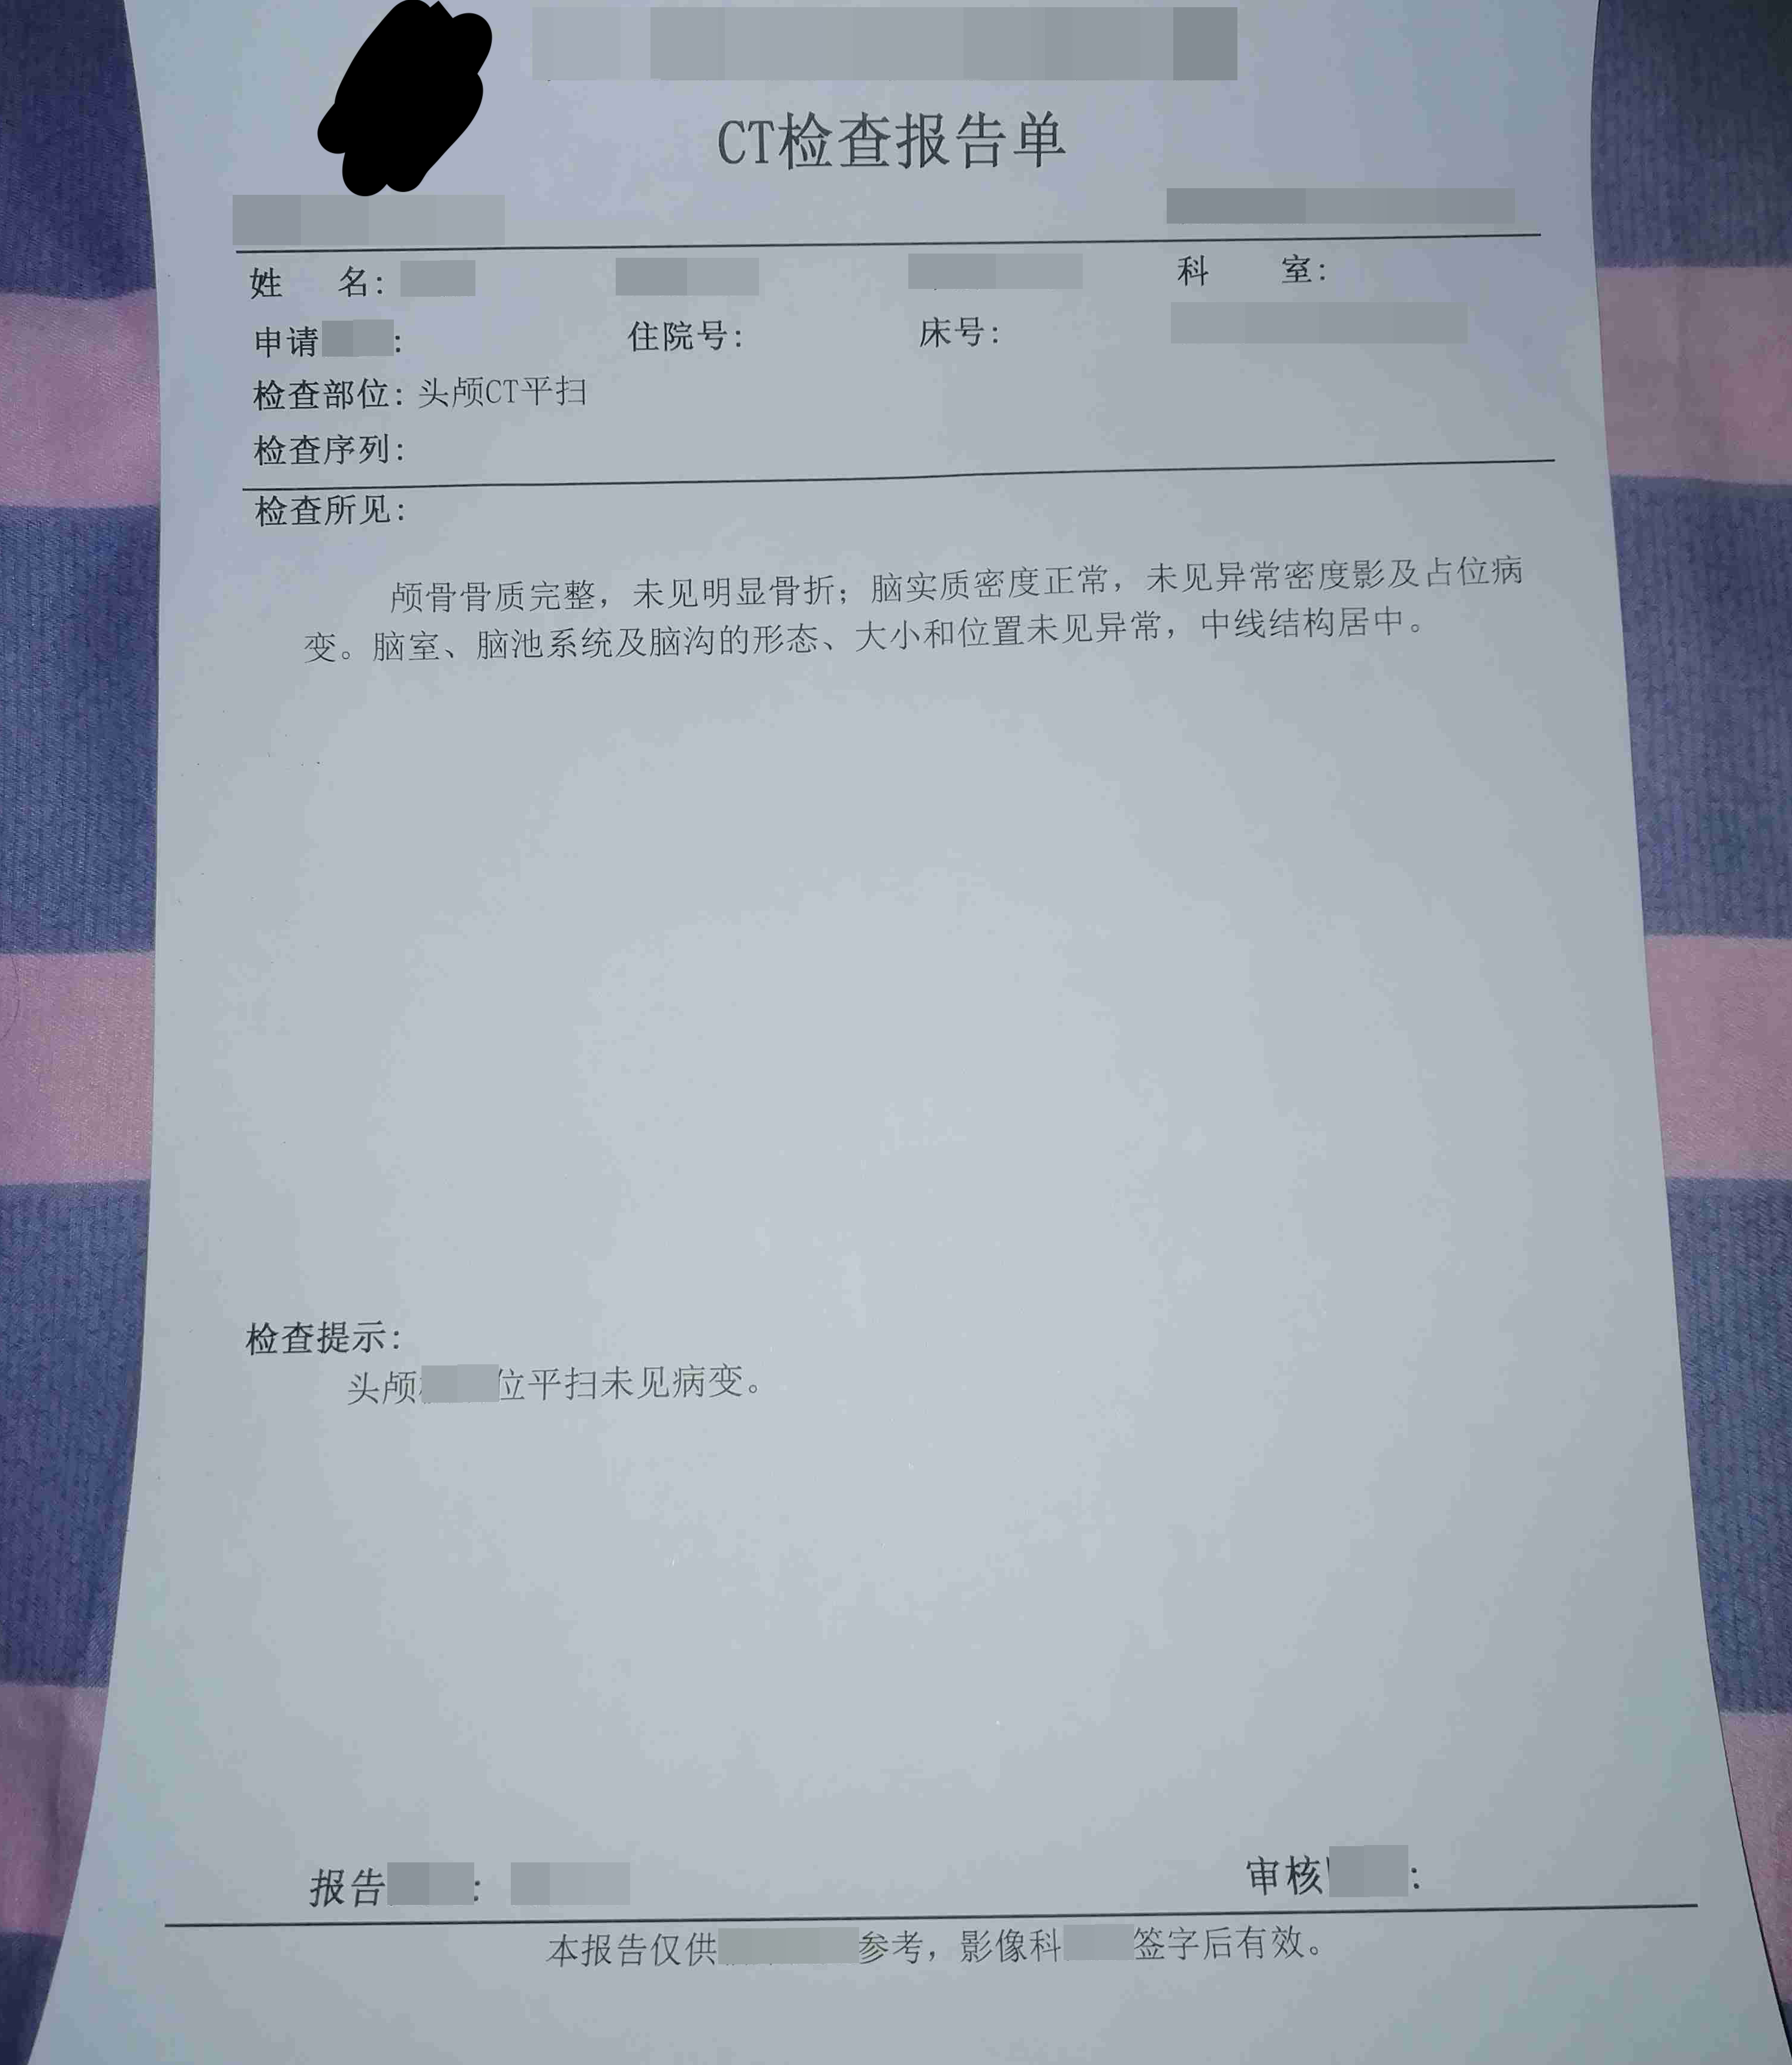 CT检查报告单
姓 名: 科 室:
申请 : 住院号: 床号:
检查部位: 头颅CT平扫
检查序列:
检查所见:
颅骨骨质完整，未见明显骨折；脑实质密度正常，未见异常密度影及占位病
变。脑室、脑池系统及脑沟的形态、大小和位置未见异常，中线结构居中。
检查提示:
头颅 位平扫未见病变。
报告 : 审核 :
本报告仅供 参考，影像科 签字后有效。